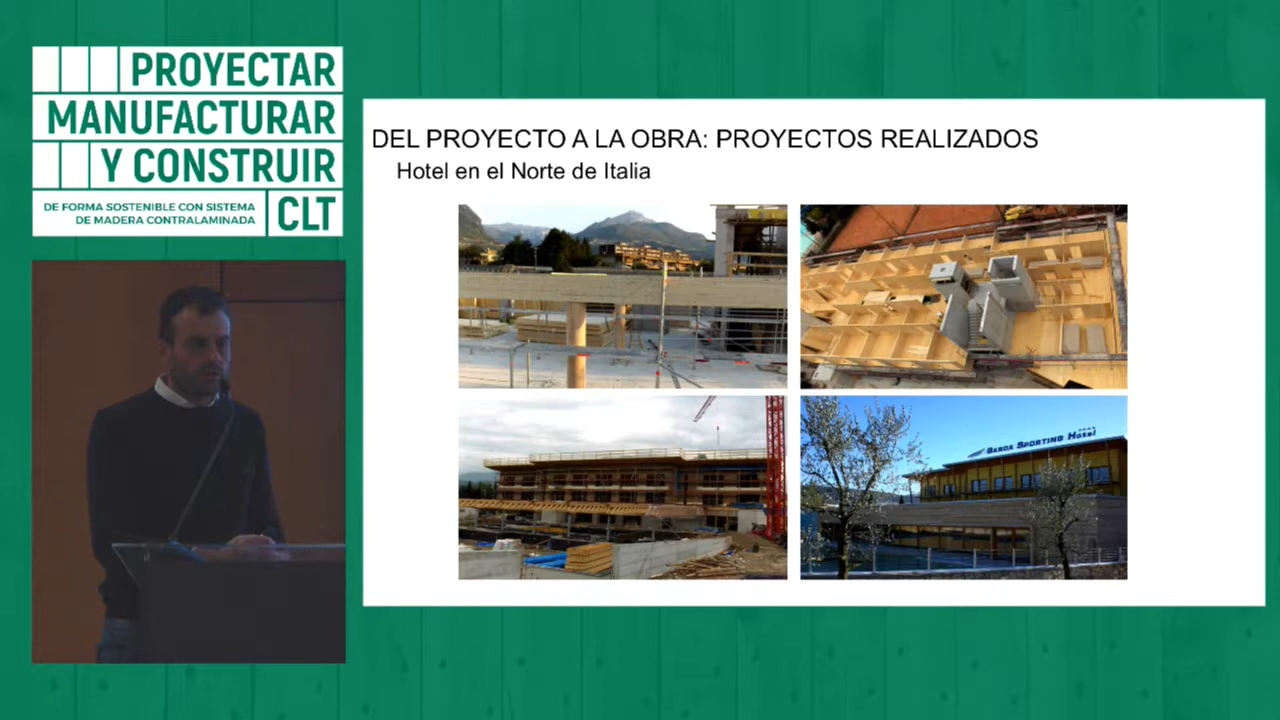 PROYECTAR
MANUFACTURAR
Y CONSTRUIR
DE FORMA SOSTENIBLE CON SISTEMA
DE MADERA CONTRALAMINADA
CLT
DEL PROYECTO A LA OBRA: PROYECTOS REALIZADOS
Hotel en el Norte de Italia
GARDA SPORTING HOTEL